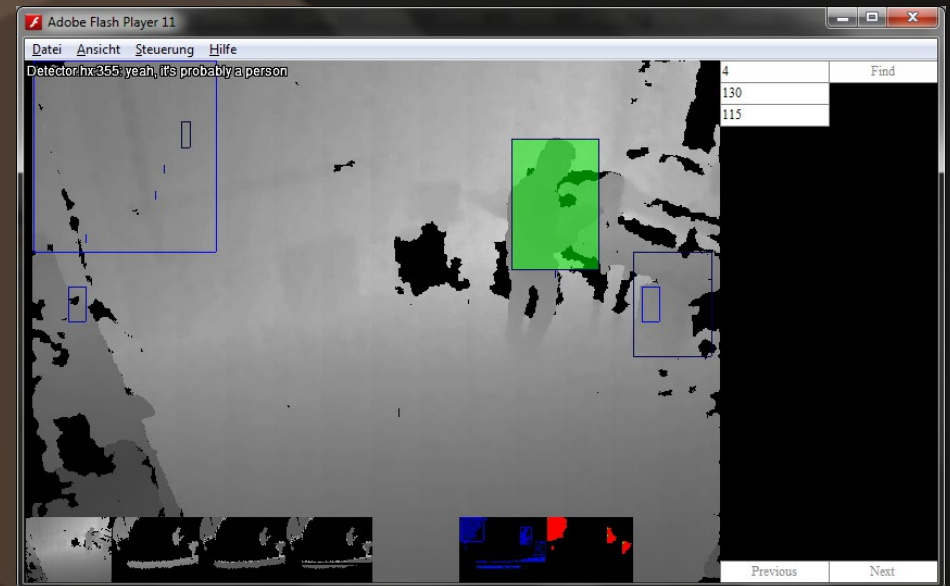 Adobe Flash Player 11
Datei Ansicht Steuerung Hilfe
Detector.hx:355: yeah, it's probably a person
4 Find
130
115
Previous Next